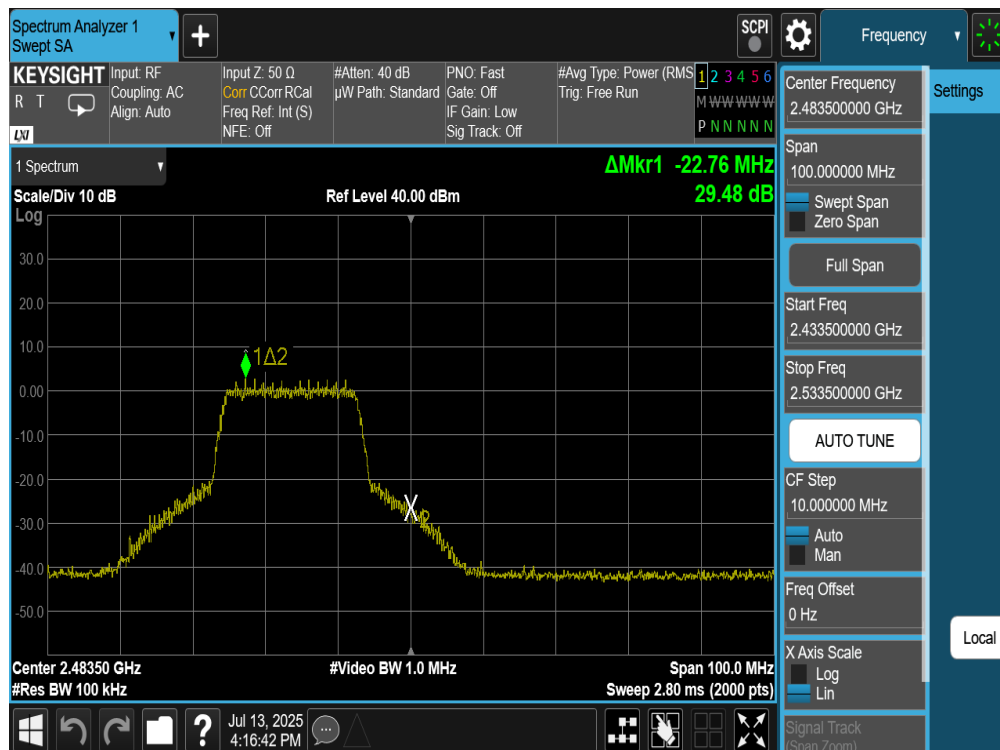 Spectrum Analyzer 1
Swept SA
+
SCPI
Frequency
KEYSIGHT
R T
LXI
Input: RF
Coupling: AC
Align: Auto
Input Z: 50 Ω
Corr CCorr RCal
Freq Ref: Int (S)
NFE: Off
#Atten: 40 dB
µW Path: Standard
PNO: Fast
Gate: Off
IF Gain: Low
Sig Track: Off
#Avg Type: Power (RMS
Trig: Free Run
1 2 3 4 5 6
M W W W W W
P N N N N N
1 Spectrum
Scale/Div 10 dB
Ref Level 40.00 dBm
ΔMkr1 -22.76 MHz
29.48 dB
Log
30.0
20.0
10.0
0.00
-10.0
-20.0
-30.0
-40.0
-50.0
1Δ2
X2
Center 2.48350 GHz
#Video BW 1.0 MHz
Span 100.0 MHz
#Res BW 100 kHz
Sweep 2.80 ms (2000 pts)
Center Frequency
2.483500000 GHz
Settings
Span
100.000000 MHz
Swept Span
Zero Span
Full Span
Start Freq
2.433500000 GHz
Stop Freq
2.533500000 GHz
AUTO TUNE
CF Step
10.000000 MHz
Auto
Man
Freq Offset
0 Hz
Local
X Axis Scale
Log
Lin
Signal Track
(Span Zoom)
?
Jul 13, 2025
4:16:42 PM